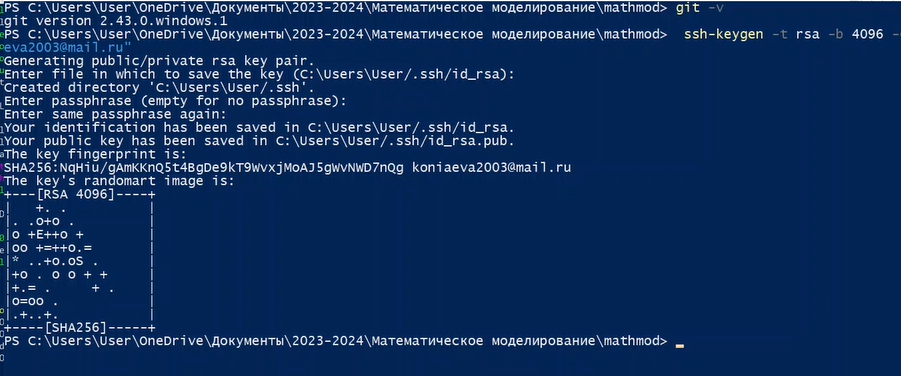 PS C:\Users\User\OneDrive\Документы\2023-2024\Математическое моделирование\mathmod> git -v
git version 2.43.0.windows.1
PS C:\Users\User\OneDrive\Документы\2023-2024\Математическое моделирование\mathmod>  ssh-keygen -t rsa -b 4096 -
eva2003@mail.ru"
Generating public/private rsa key pair.
Enter file in which to save the key (C:\Users\User/.ssh/id_rsa):
Created directory 'C:\Users\User/.ssh'.
Enter passphrase (empty for no passphrase):
Enter same passphrase again:
Your identification has been saved in C:\Users\User/.ssh/id_rsa.
Your public key has been saved in C:\Users\User/.ssh/id_rsa.pub.
The key fingerprint is:
SHA256:NqHiu/gAmKKnQ5t4BgDe9kT9WvxjMoAJ5gWvNWD7nQg koniaeva2003@mail.ru
The key's randomart image is:
+---[RSA 4096]----+
|   +. .          |
|. .o+o .         |
|o +E++o +        |
|oo +=++o.=       |
|* ..+o.oS .      |
|+o . o o + +     |
|+.= .     + .    |
|o=oo .           |
|.+..+.           |
+----[SHA256]-----+
PS C:\Users\User\OneDrive\Документы\2023-2024\Математическое моделирование\mathmod>